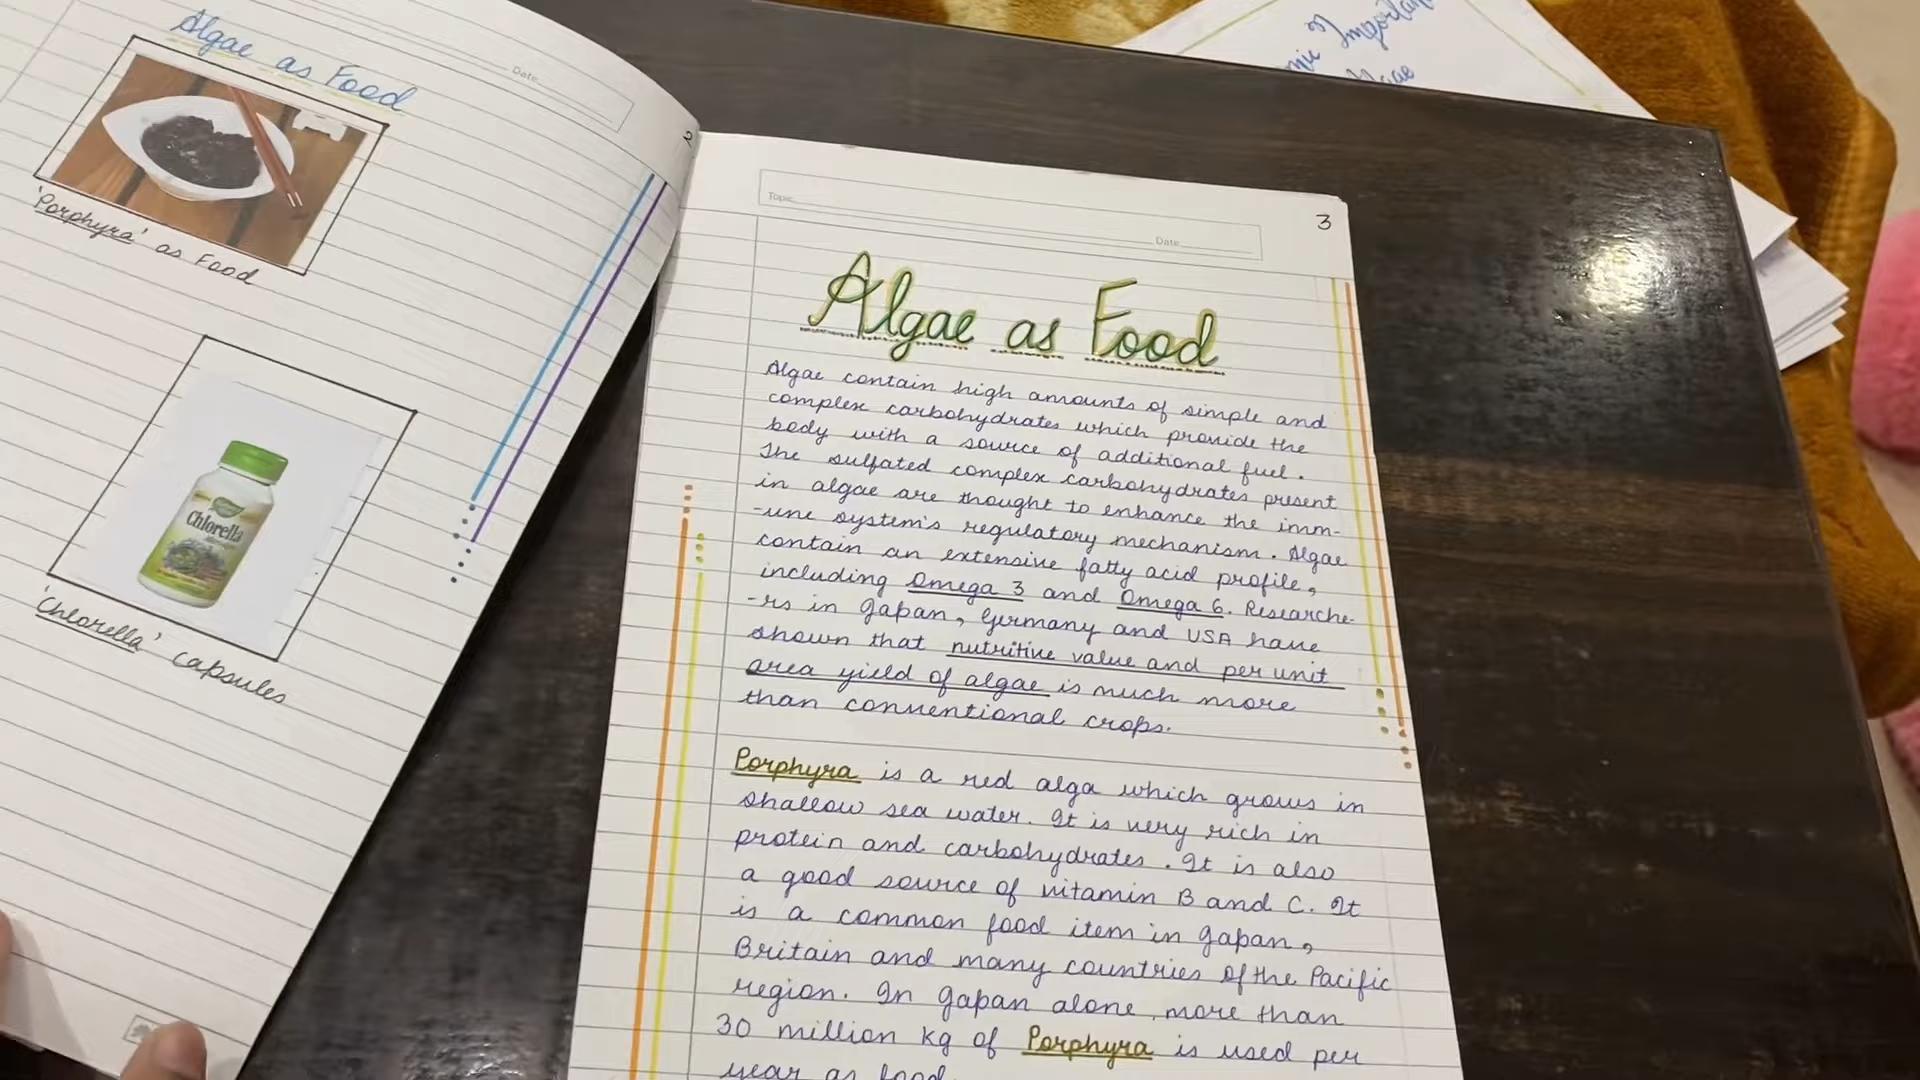 Algae as Food
Date
2
'Porphyra' as Food
Chlorella
'Chlorella' capsules
Topic
Date
3
Algae as Food
Algae contain high amounts of simple and
complex carbohydrates which provide the
body with a source of additional fuel.
The sulfated complex carbohydrates present
in algae are thought to enhance the imm-
-une system's regulatory mechanism. Algae
contain an extensive fatty acid profile,
including Omega 3 and Omega 6. Researche-
-rs in Japan, Germany and USA have
shown that nutritive value and per unit
area yield of algae is much more
than conventional crops.
Porphyra is a red alga which grows in
shallow sea water. It is very rich in
protein and carbohydrates. It is also
a good source of vitamin B and C. It
is a common food item in Japan,
Britain and many countries of the Pacific
region. In Japan alone, more than
30 million kg of Porphyra is used per
year as food.